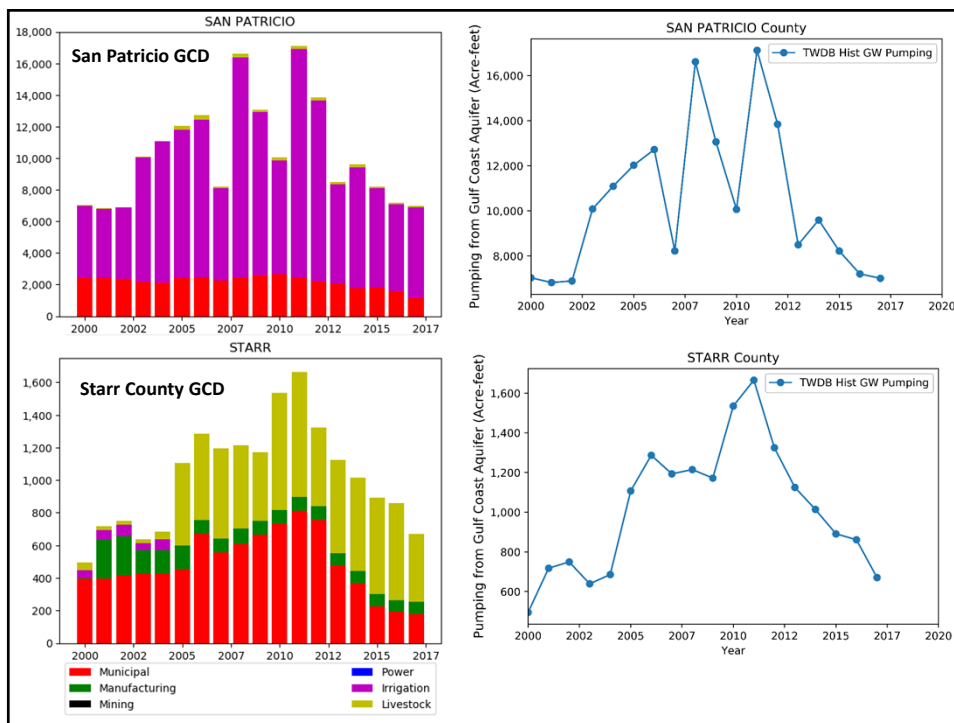 SAN PATRICIO
San Patricio GCD
18,000
16,000
14,000
12,000
10,000
8,000
6,000
4,000
2,000
0
2000 2002 2005 2007 2010 2012 2015 2017
SAN PATRICIO County
TWDB Hist GW Pumping
Pumping from Gulf Coast Aquifer (Acre-feet)
16,000
14,000
12,000
10,000
8,000
2000 2002 2005 2007 2010 2012 2015 2017 2020
Year
STARR
Starr County GCD
1,600
1,400
1,200
1,000
800
600
400
200
0
2000 2002 2005 2007 2010 2012 2015 2017
Municipal
Manufacturing
Mining
Power
Irrigation
Livestock
STARR County
TWDB Hist GW Pumping
Pumping from Gulf Coast Aquifer (Acre-feet)
1,600
1,400
1,200
1,000
800
600
2000 2002 2005 2007 2010 2012 2015 2017 2020
Year